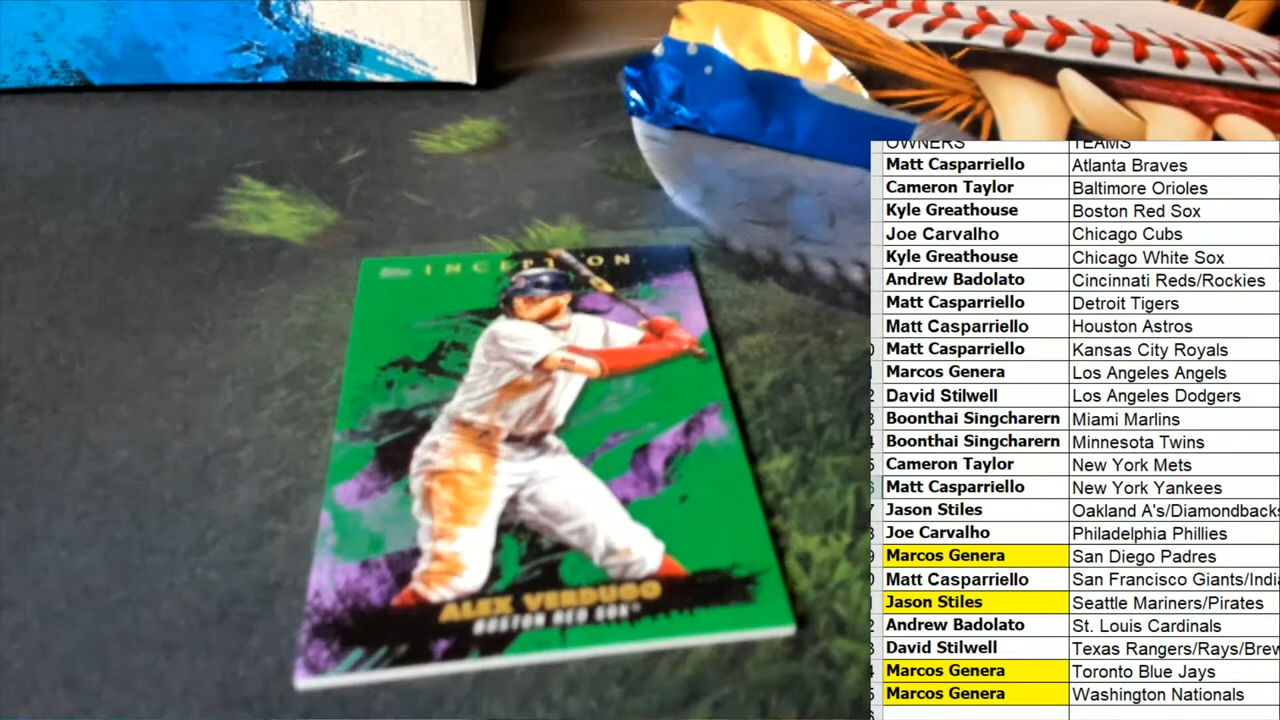 INCEPTION
ALEX VERDUGO
BOSTON RED SOX
OWNERS TEAMS
Matt Casparriello Atlanta Braves
Cameron Taylor Baltimore Orioles
Kyle Greathouse Boston Red Sox
Joe Carvalho Chicago Cubs
Kyle Greathouse Chicago White Sox
Andrew Badolato Cincinnati Reds/Rockies
Matt Casparriello Detroit Tigers
Matt Casparriello Houston Astros
Matt Casparriello Kansas City Royals
Marcos Genera Los Angeles Angels
David Stilwell Los Angeles Dodgers
Boonthai Singcharern Miami Marlins
Boonthai Singcharern Minnesota Twins
Cameron Taylor New York Mets
Matt Casparriello New York Yankees
Jason Stiles Oakland A's/Diamondbacks
Joe Carvalho Philadelphia Phillies
Marcos Genera San Diego Padres
Matt Casparriello San Francisco Giants/Indi
Jason Stiles Seattle Mariners/Pirates
Andrew Badolato St. Louis Cardinals
David Stilwell Texas Rangers/Rays/Brew
Marcos Genera Toronto Blue Jays
Marcos Genera Washington Nationals